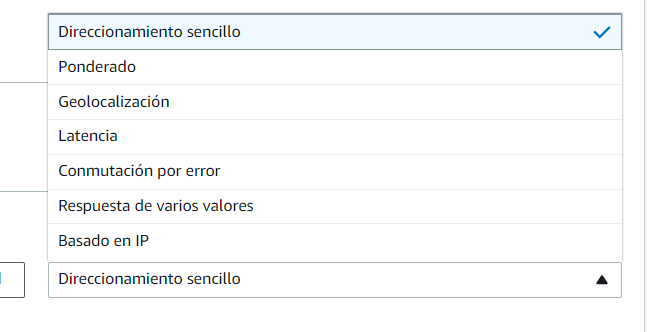 Direccionamiento sencillo
Ponderado
Geolocalización
Latencia
Conmutación por error
Respuesta de varios valores
Basado en IP
Direccionamiento sencillo